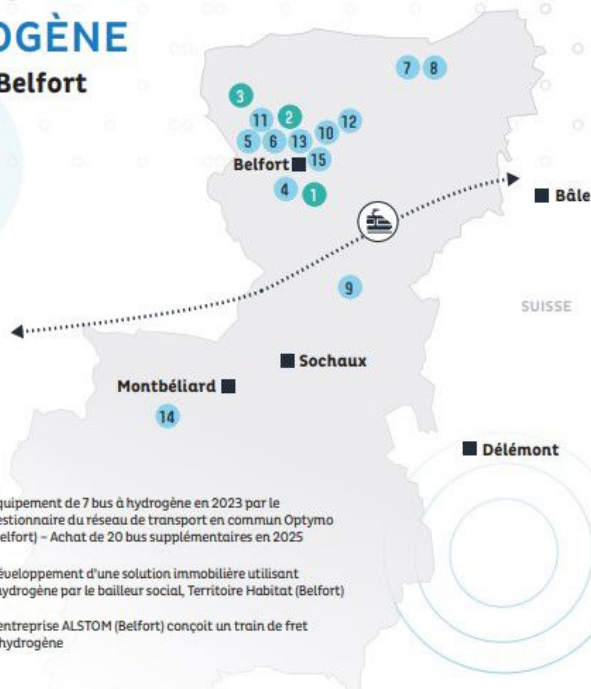 OGÈNE
Belfort
7 8
3
11 2 12
5 6 13 10
Belfort 15
4 1
Bâle
9
SUISSE
Sochaux
Montbéliard
14
Délémont
quipement de 7 bus à hydrogène en 2023 par le
estionnaire du réseau de transport en commun Optymo
elfort) – Achat de 20 bus supplémentaires en 2025
éveloppement d'une solution immobilière utilisant
hydrogène par le bailleur social, Territoire Habitat (Belfort)
entreprise ALSTOM (Belfort) conçoit un train de fret
hydrogène